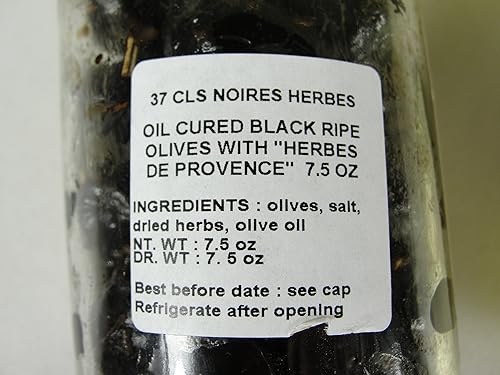 37 CLS NOIRES HERBES
OIL CURED BLACK RIPE
OLIVES WITH "HERBES
DE PROVENCE" 7.5 OZ
INGREDIENTS : olives, salt,
dried herbs, olive oil
NT. WT : 7.5 oz
DR. WT : 7. 5 oz
Best before date : see cap
Refrigerate after opening